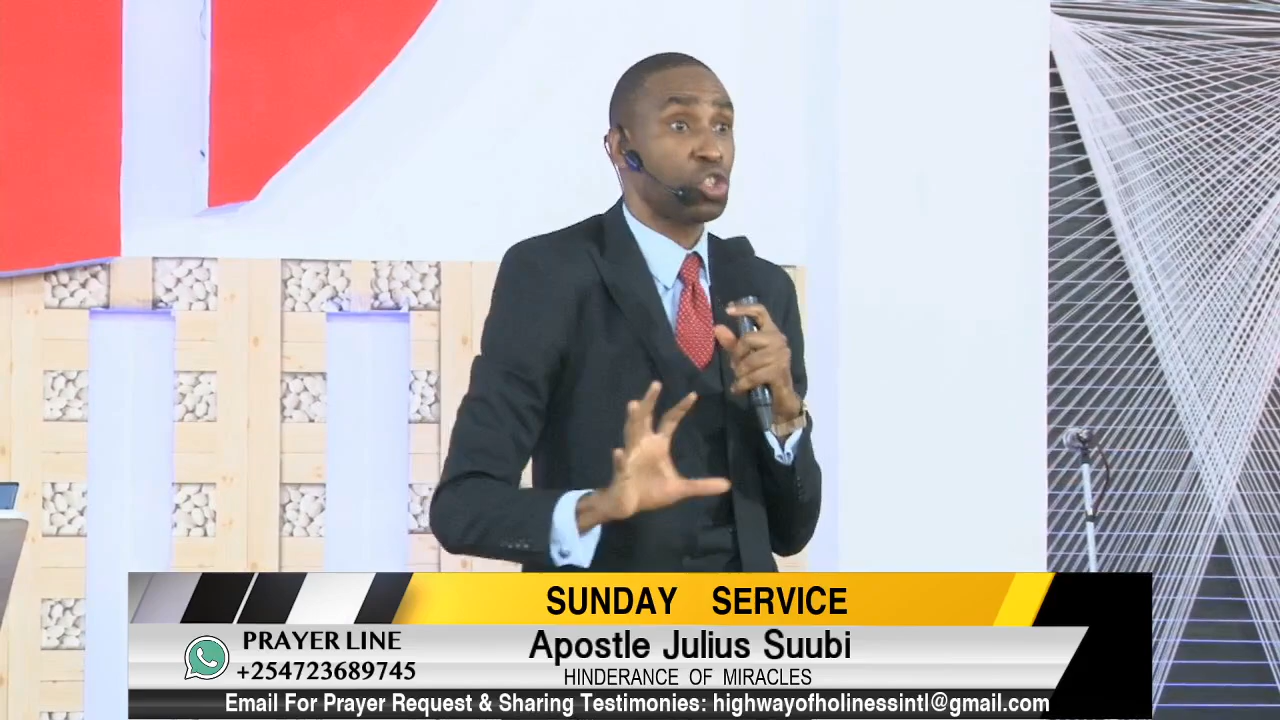 SUNDAY SERVICE
PRAYER LINE
+254723689745
Apostle Julius Suubi
HINDERANCE OF MIRACLES
Email For Prayer Request & Sharing Testimonies: highwayofholinessintl@gmail.com